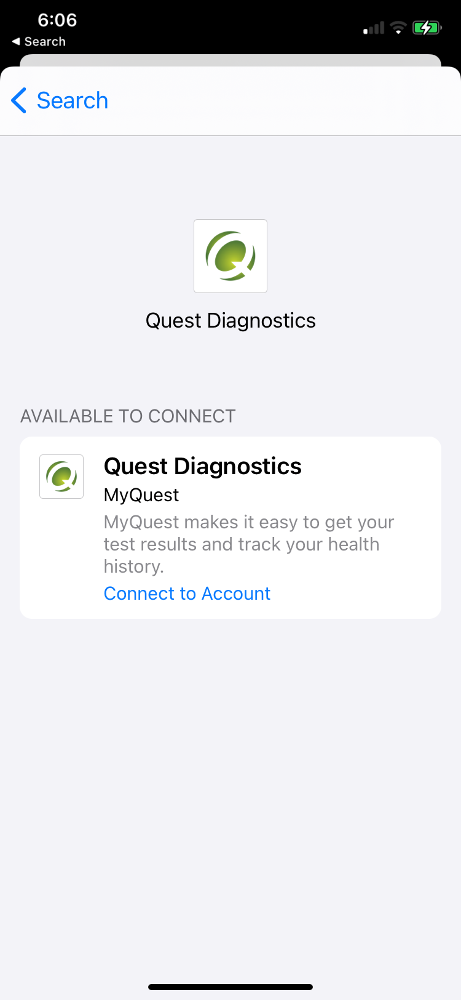 6:06
◀ Search
Search
Quest Diagnostics
AVAILABLE TO CONNECT
Quest Diagnostics
MyQuest
MyQuest makes it easy to get your
test results and track your health
history.
Connect to Account